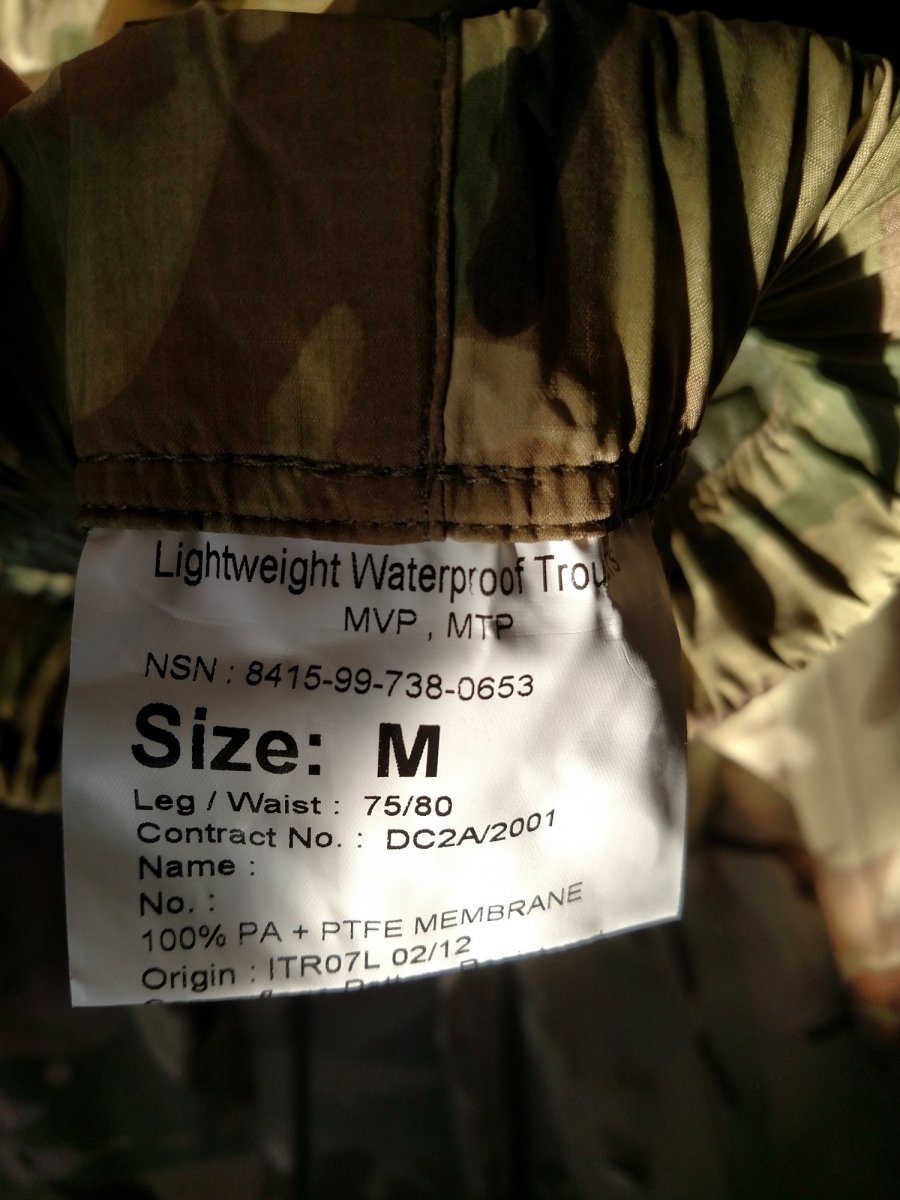 Lightweight Waterproof
MVP , MTP
NSN : 8415-99-738-0653
Size: M
Leg / Waist : 75/80
Contract No. : DC2A/2001
Name :
No. :
100% PA + PTFE MEMBRANE
Origin : ITR07L 02/12